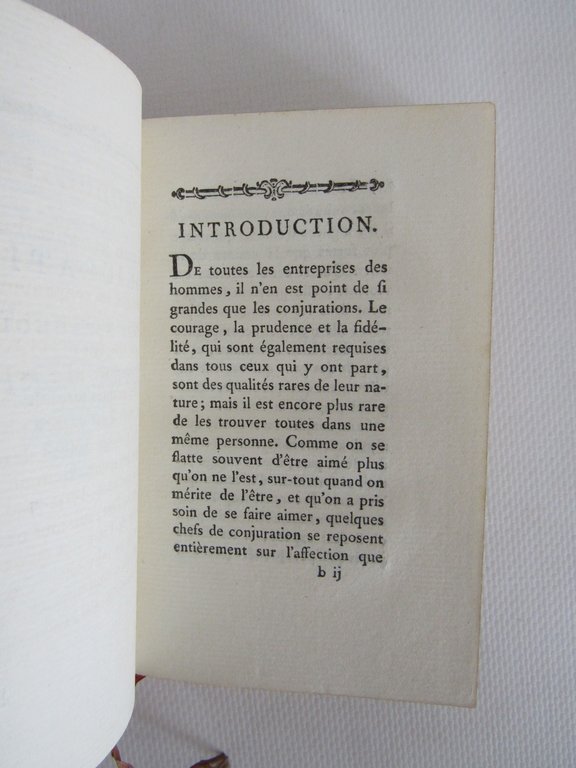 INTRODUCTION.
DE toutes les entreprises des
hommes, il n'en est point de ſi
grandes que les conjurations. Le
courage, la prudence et la fidé-
lité, qui sont également requises
dans tous ceux qui y ont part,
sont des qualités rares de leur na-
ture; mais il est encore plus rare
de les trouver toutes dans une
même personne. Comme on se
flatte souvent d'être aimé plus
qu'on ne l'est, sur-tout quand on
mérite de l'être, et qu'on a pris
soin de se faire aimer, quelques
chefs de conjuration se reposent
entièrement sur l'affection que
b ij